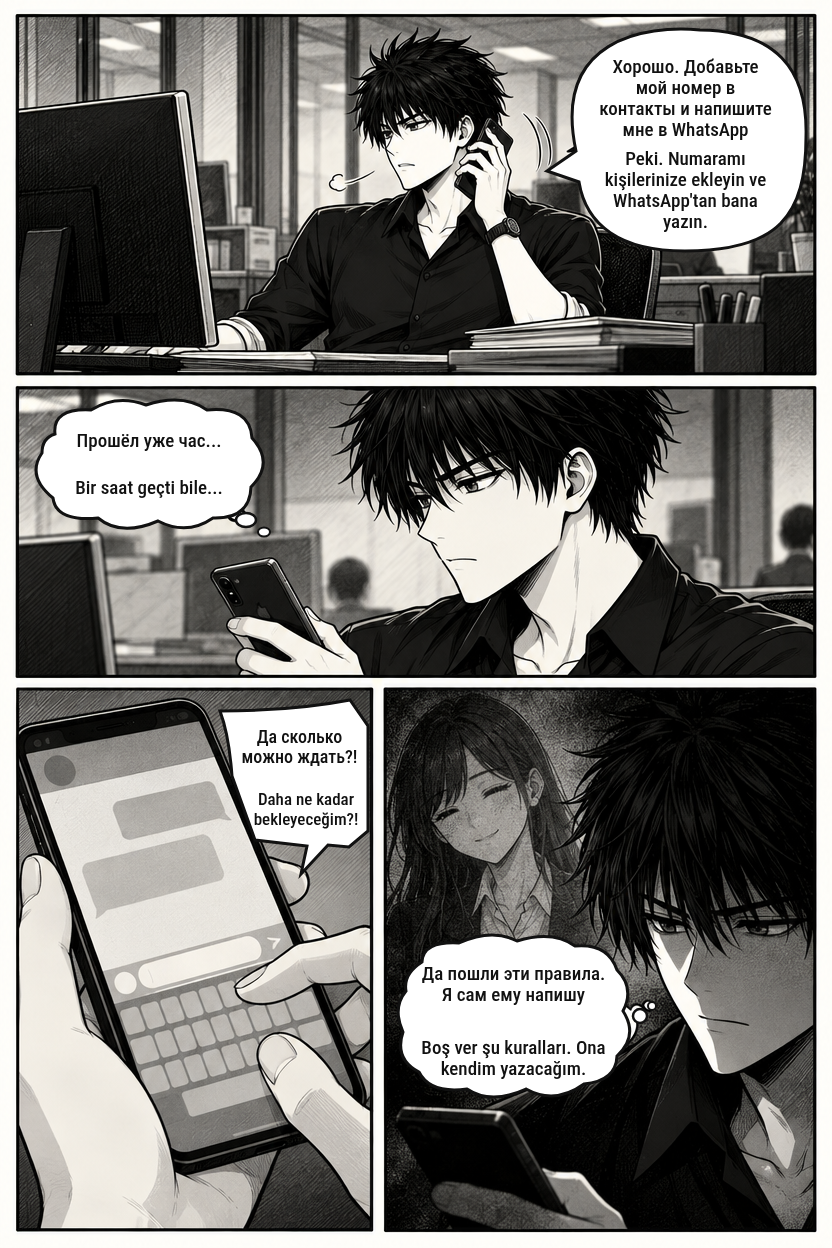 Хорошо. Добавьте
мой номер в
контакты и напишите
мне в WhatsApp
Peki. Numaramı
kişilerinize ekleyin ve
WhatsApp'tan bana
yazın.
Прошёл уже час...
Bir saat geçti bile...
Да сколько
можно ждать?!
Daha ne kadar
bekleyeceğim?!
Да пошли эти правила.
Я сам ему напишу
Boş ver şu kuralları. Ona
kendim yazacağım.